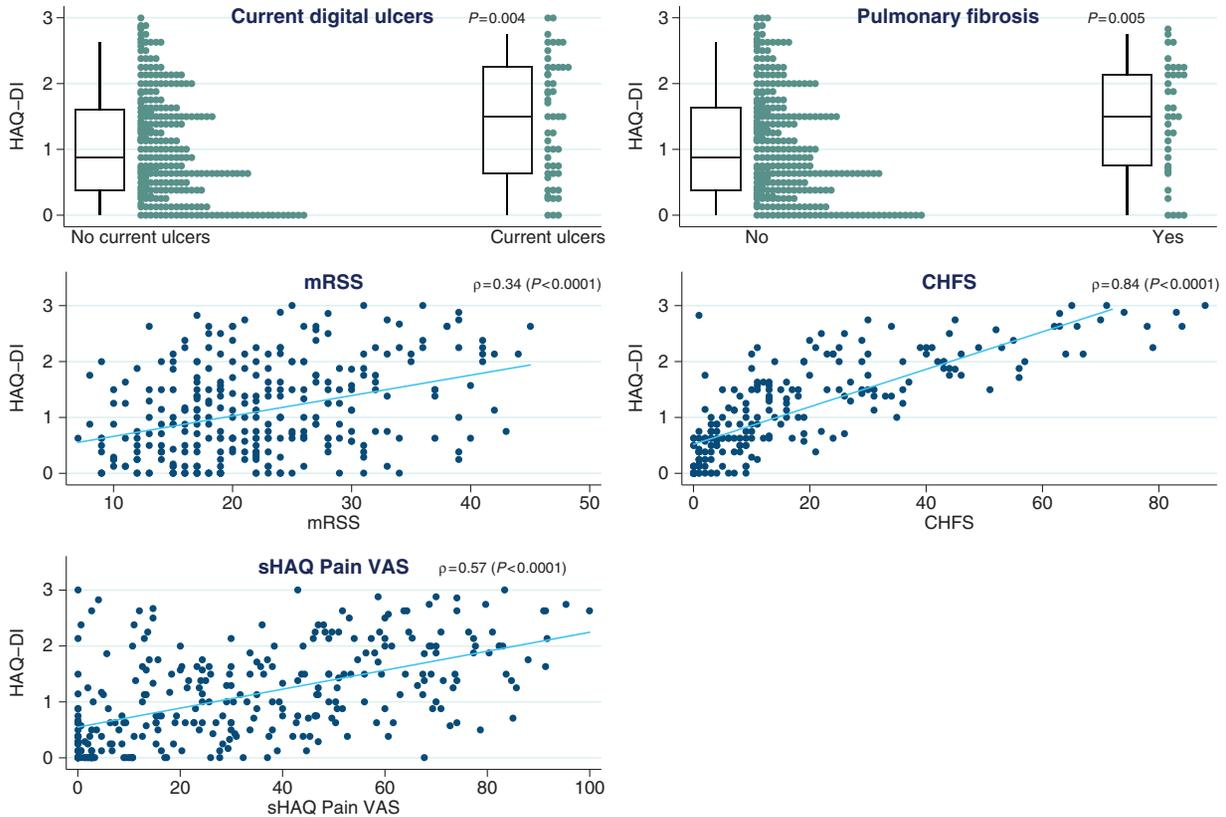 Current digital ulcers
P=0.004
HAQ–DI
3
2
1
0
No current ulcers
Current ulcers
Pulmonary fibrosis
P=0.005
HAQ–DI
3
2
1
0
No
Yes
mRSS
ρ=0.34 (P<0.0001)
HAQ–DI
3
2
1
0
10 20 30 40 50
mRSS
CHFS
ρ=0.84 (P<0.0001)
HAQ–DI
3
2
1
0
0 20 40 60 80
CHFS
sHAQ Pain VAS
ρ=0.57 (P<0.0001)
HAQ–DI
3
2
1
0
0 20 40 60 80 100
sHAQ Pain VAS